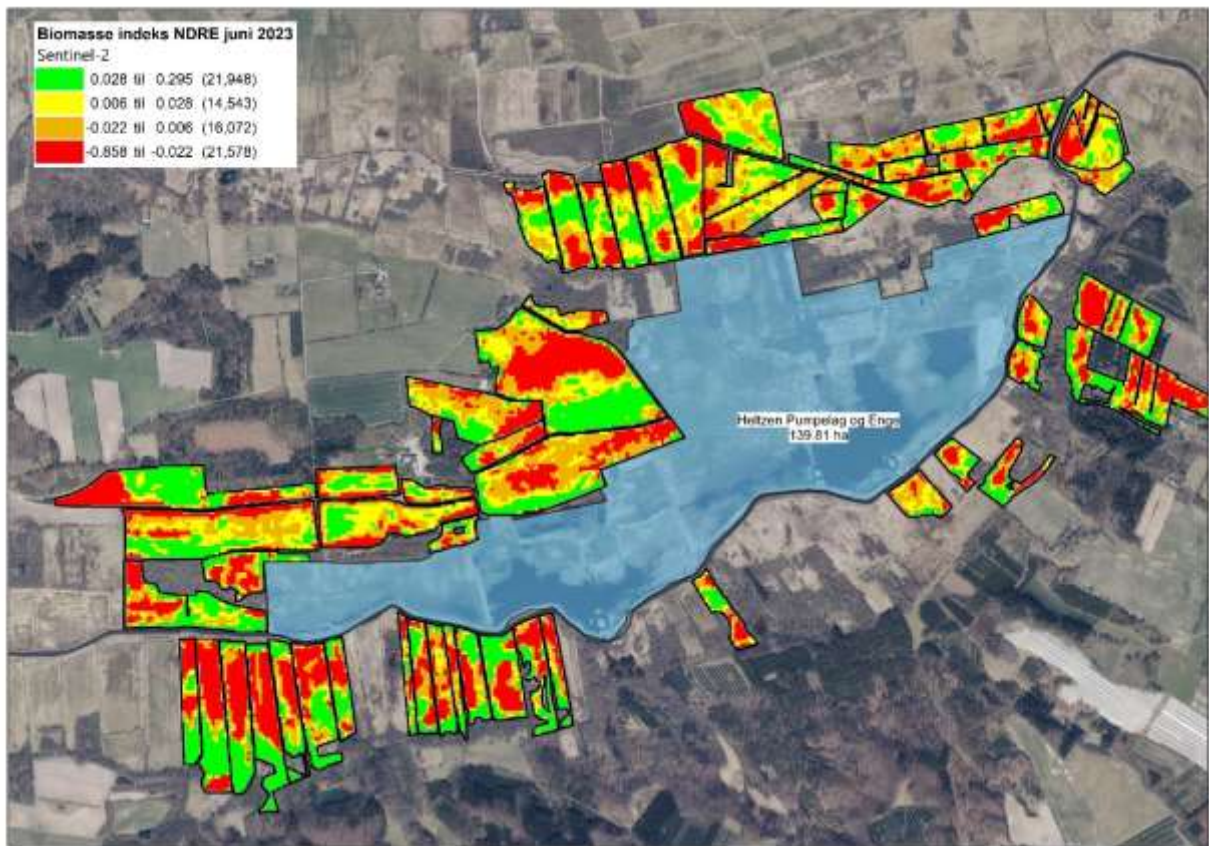 Biomasse indeks NDRE juni 2023
Sentinel-2
0.028 til 0.295 (21,948)
0.006 til 0.028 (14,543)
-0.022 til 0.006 (16,072)
-0.858 til -0.022 (21,578)
Heltzen Pumpelag og Enge
139.81 ha